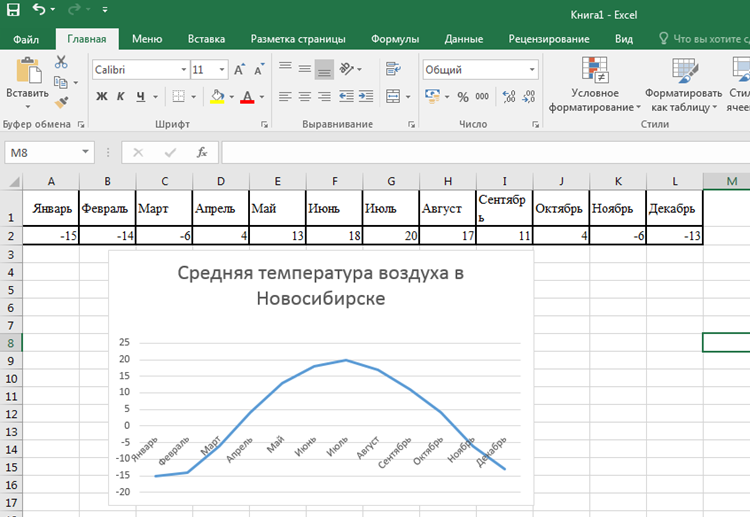 Книга1 - Excel
Файл Главная Меню Вставка Разметка страницы Формулы Данные Рецензирование Вид Что вы хотите
Вставить
Calibri 11
Ж К Ч
Общий
% 000
Условное форматирование
Форматировать как таблицу
Буфер обмена Шрифт Выравнивание Число Стили
M8 fx
A B C D E F G H I J K L M
1 Январь Февраль Март Апрель Май Июнь Июль Август Сентябрь Октябрь Ноябрь Декабрь
2 -15 -14 -6 4 13 18 20 17 11 4 -6 -13
3
4
5
6
7
8
9
10
11
12
13
14
15
16
17
Средняя температура воздуха в
Новосибирске
25
20
15
10
5
0
-5
-10
-15
-20
Январь Февраль Март Апрель Май Июнь Июль Август Сентябрь Октябрь Ноябрь Декабрь